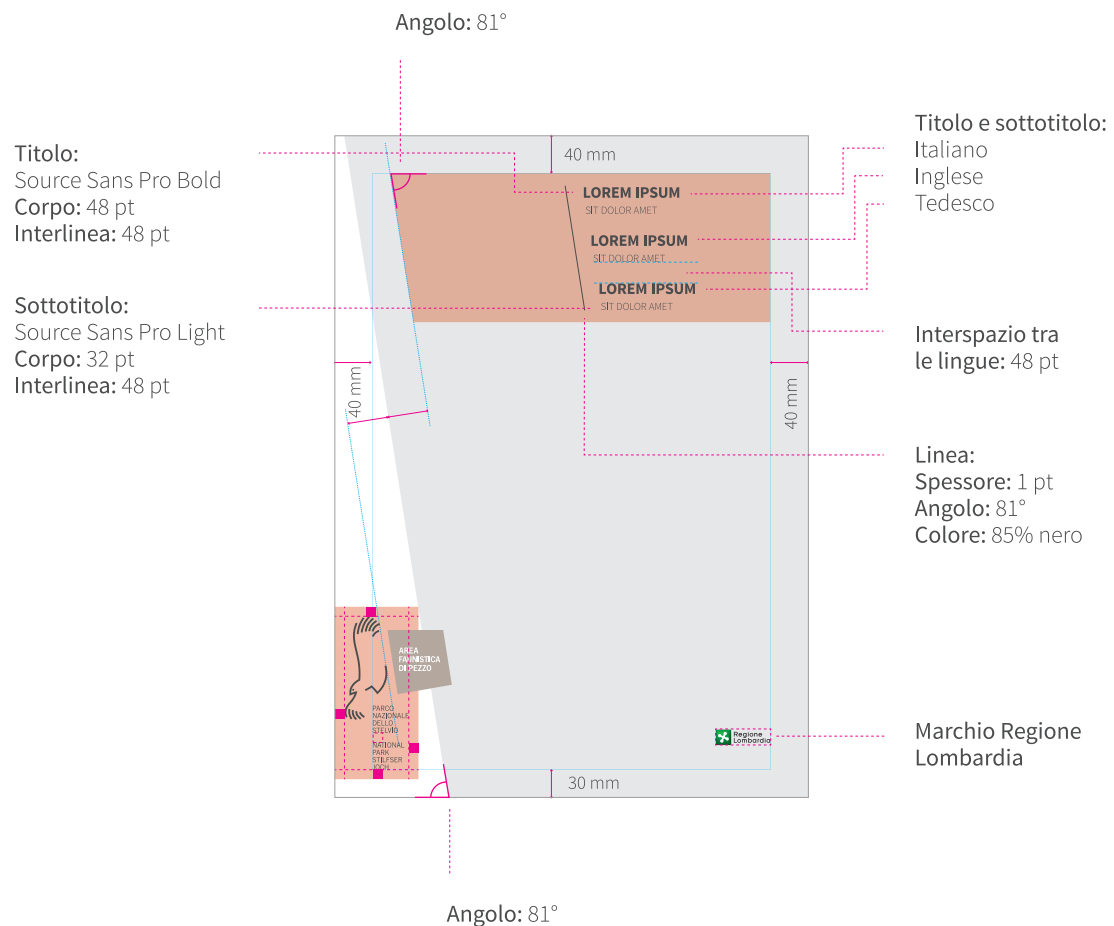 Angolo: 81°
Titolo:
Source Sans Pro Bold
Corpo: 48 pt
Interlinea: 48 pt
Sottotitolo:
Source Sans Pro Light
Corpo: 32 pt
Interlinea: 48 pt
40 mm
LOREM IPSUM
SIT DOLOR AMET
LOREM IPSUM
SIT DOLOR AMET
LOREM IPSUM
SIT DOLOR AMET
40 mm
40 mm
AREA
FAUNISTICA
DI PEZZO
PARCO
NAZIONALE
DELLO
STELVIO
NATIONAL
PARK
STILFSER
JOCH
Regione
Lombardia
30 mm
Titolo e sottotitolo:
Italiano
Inglese
Tedesco
Interspazio tra
le lingue: 48 pt
Linea:
Spessore: 1 pt
Angolo: 81°
Colore: 85% nero
Marchio Regione
Lombardia
Angolo: 81°